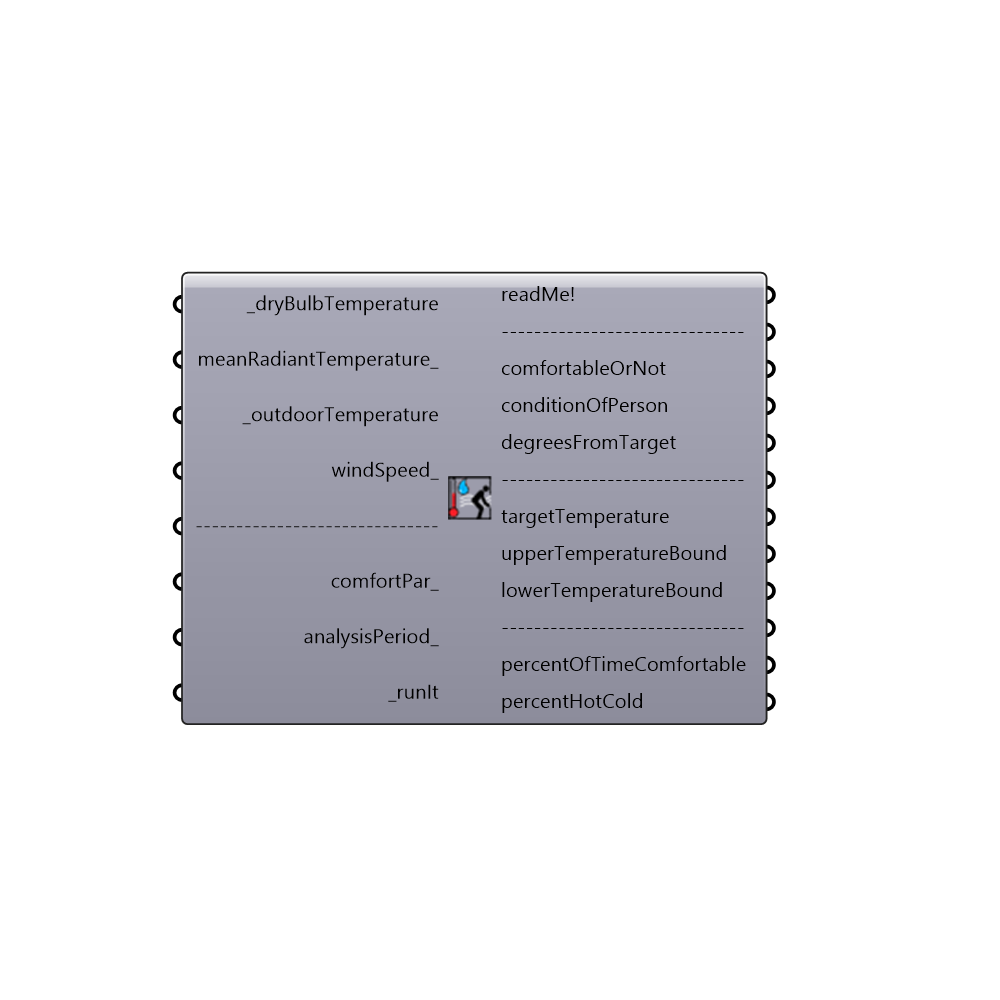 _dryBulbTemperature
meanRadiantTemperature_
_outdoorTemperature
windSpeed_
------------------------------
comfortPar_
analysisPeriod_
_runIt
readMe!
------------------------------
comfortableOrNot
conditionOfPerson
degreesFromTarget
------------------------------
targetTemperature
upperTemperatureBound
lowerTemperatureBound
------------------------------
percentOfTimeComfortable
percentHotCold